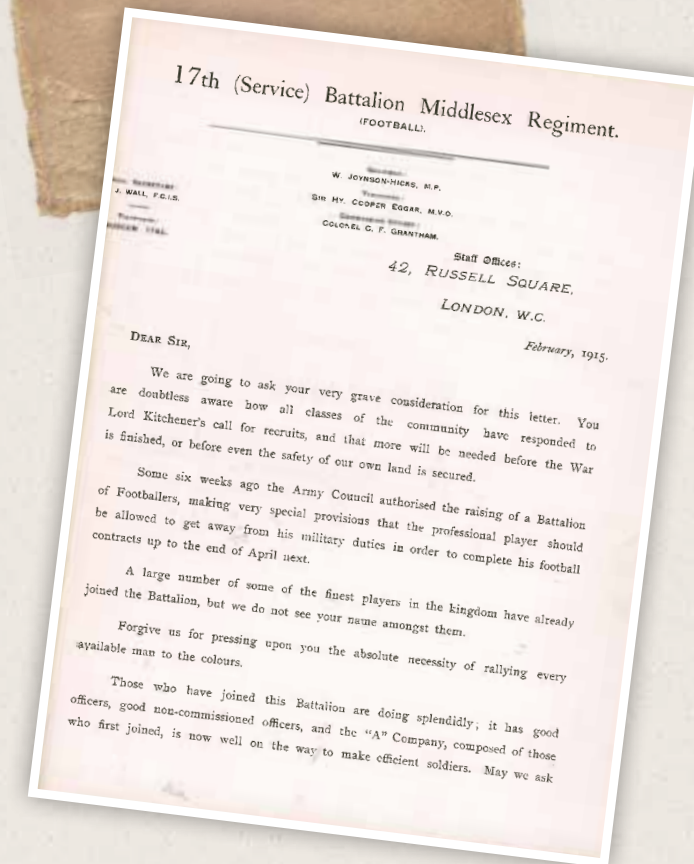 17th (Service) Battalion Middlesex Regiment.
(FOOTBALL).
W. JOYNSON-HICKS, M.P.
J. WALL, F.C.I.S.
SIR HY. COOPER EGGAR, M.V.O.
COLONEL C. F. GRANTHAM.
Staff Offices:
42, RUSSELL SQUARE,
LONDON, W.C.
February, 1915.
DEAR SIR,
We are going to ask your very grave consideration for this letter. You
are doubtless aware how all classes of the community have responded to
Lord Kitchener's call for recruits, and that more will be needed before the War
is finished, or before even the safety of our own land is secured.
Some six weeks ago the Army Council authorised the raising of a Battalion
of Footballers, making very special provisions that the professional player should
be allowed to get away from his military duties in order to complete his football
contracts up to the end of April next.
A large number of some of the finest players in the kingdom have already
joined the Battalion, but we do not see your name amongst them.
Forgive us for pressing upon you the absolute necessity of rallying every
available man to the colours.
Those who have joined this Battalion are doing splendidly; it has good
officers, good non-commissioned officers, and the "A" Company, composed of those
who first joined, is now well on the way to make efficient soldiers. May we ask